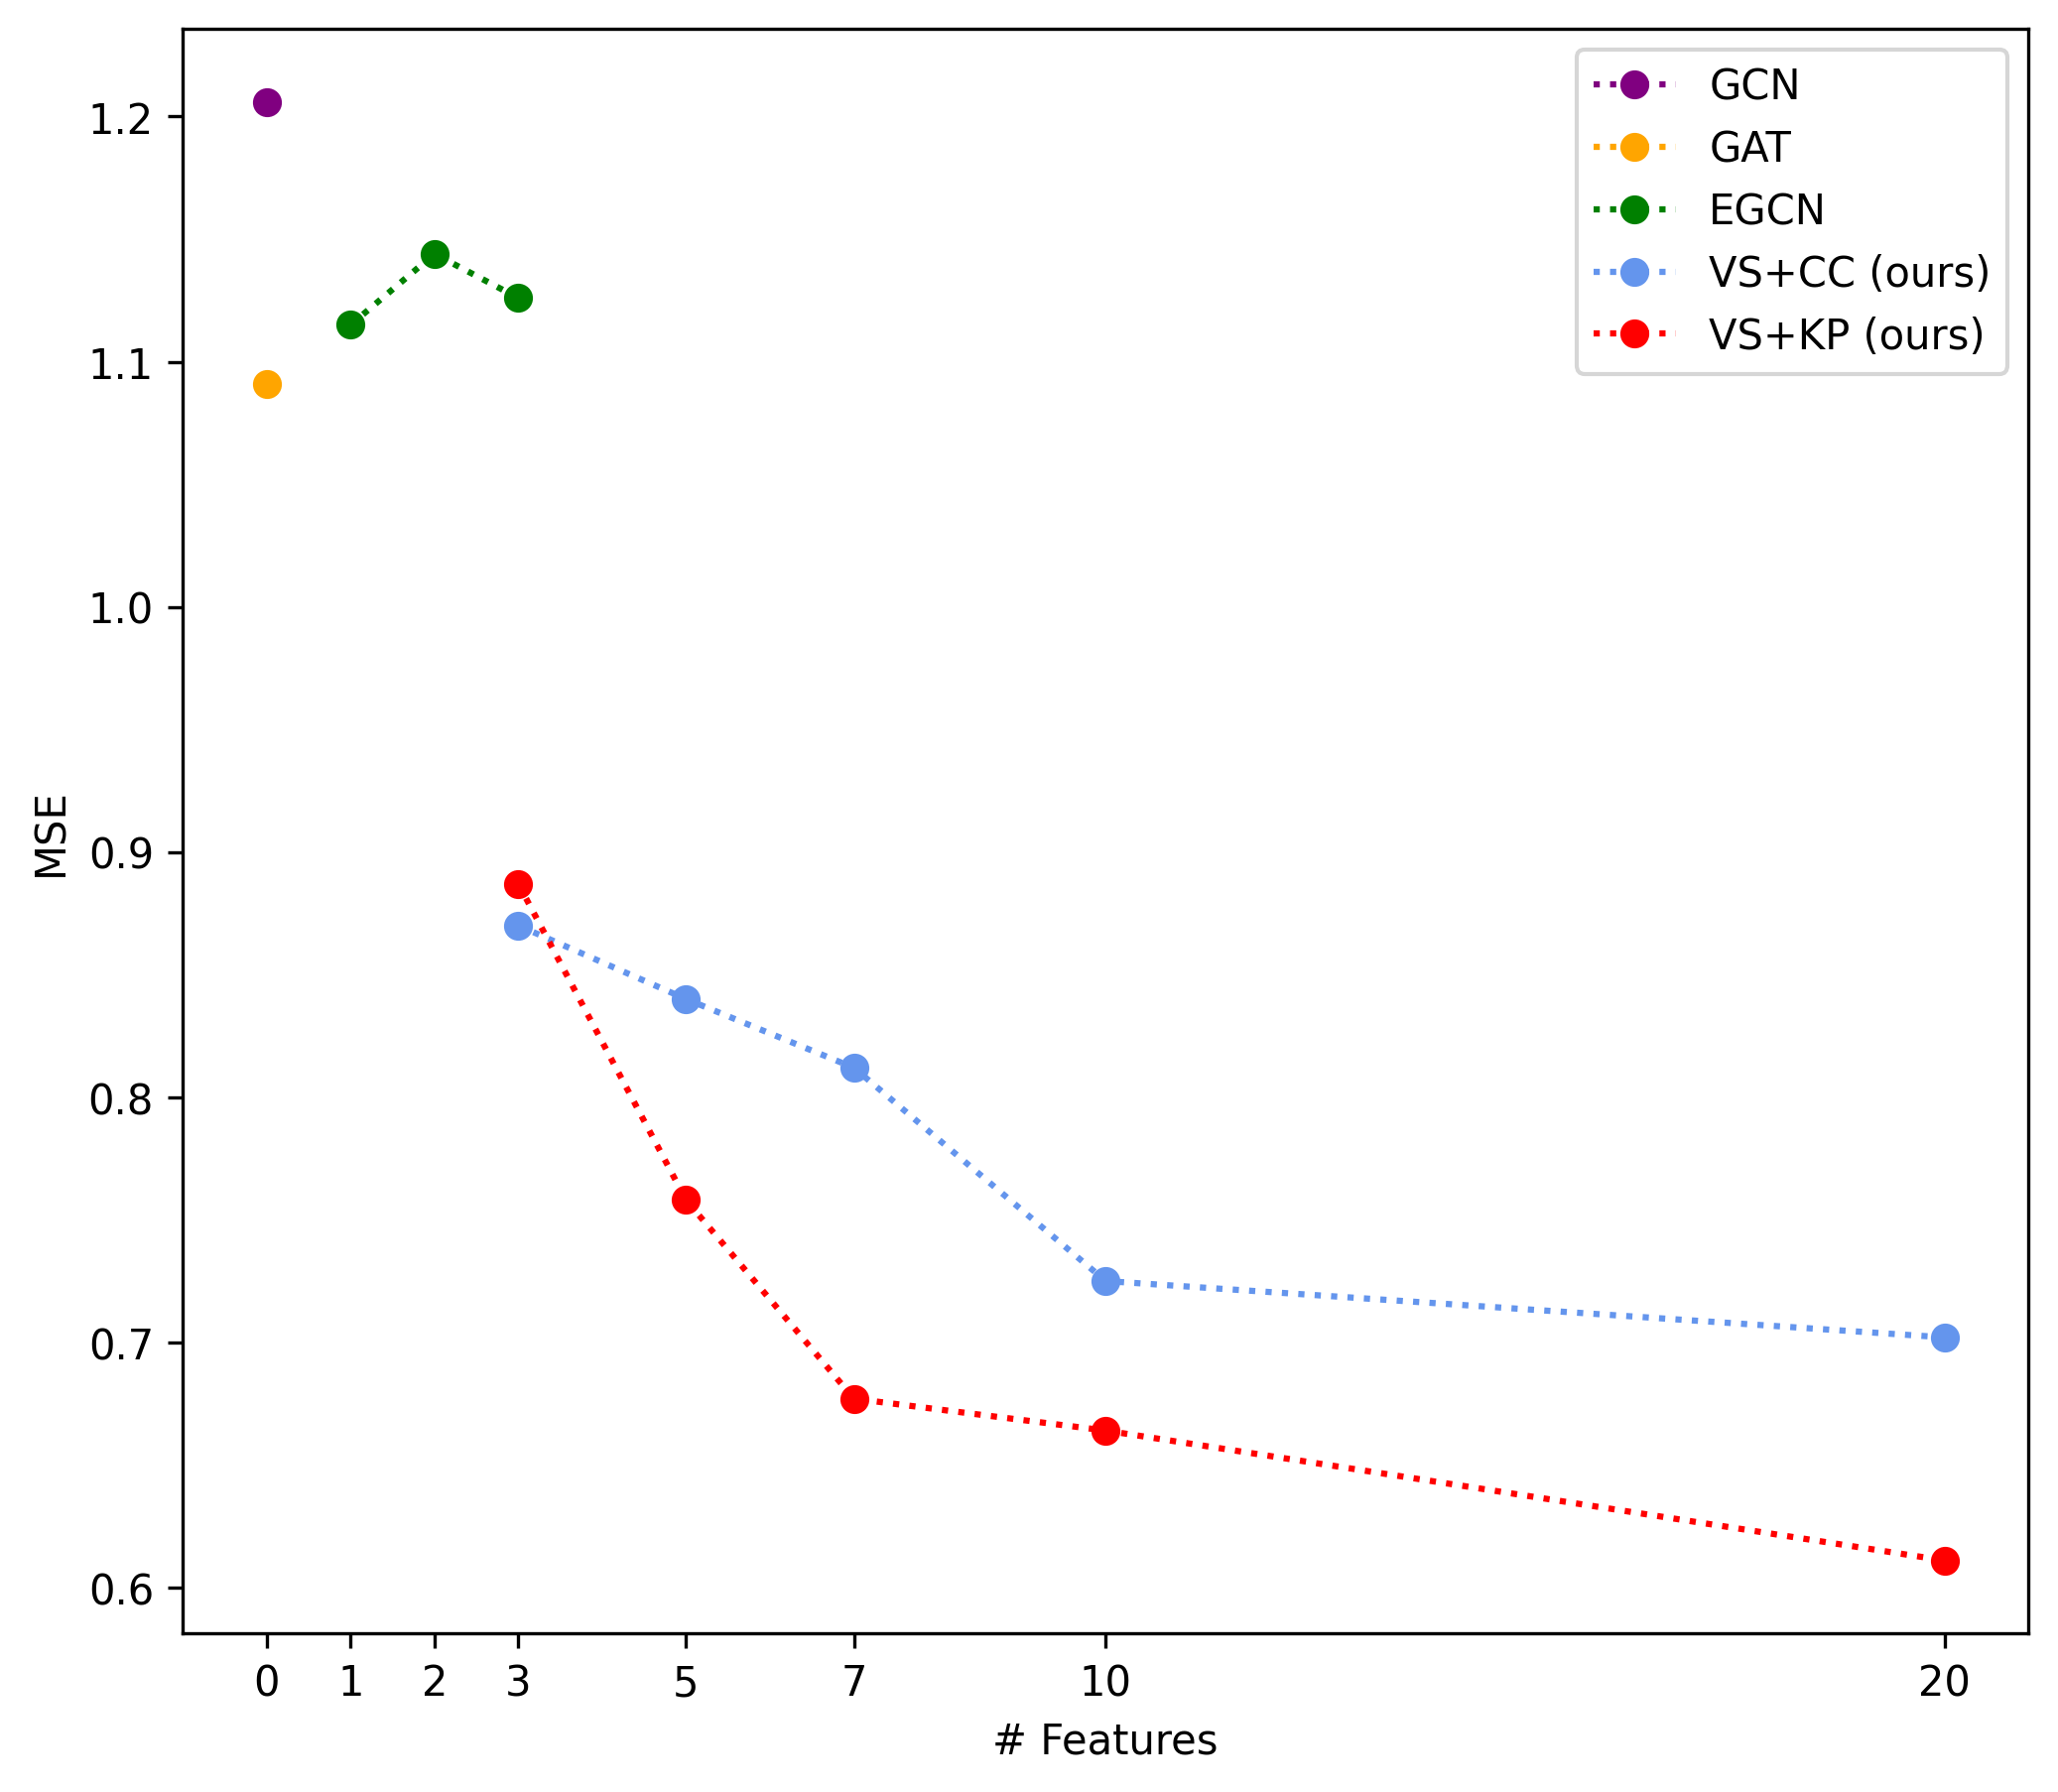 GCN
GAT
EGCN
VS+CC (ours)
VS+KP (ours)
MSE
1.2
1.1
1.0
0.9
0.8
0.7
0.6
0 1 2 3 5 7 10 20
# Features